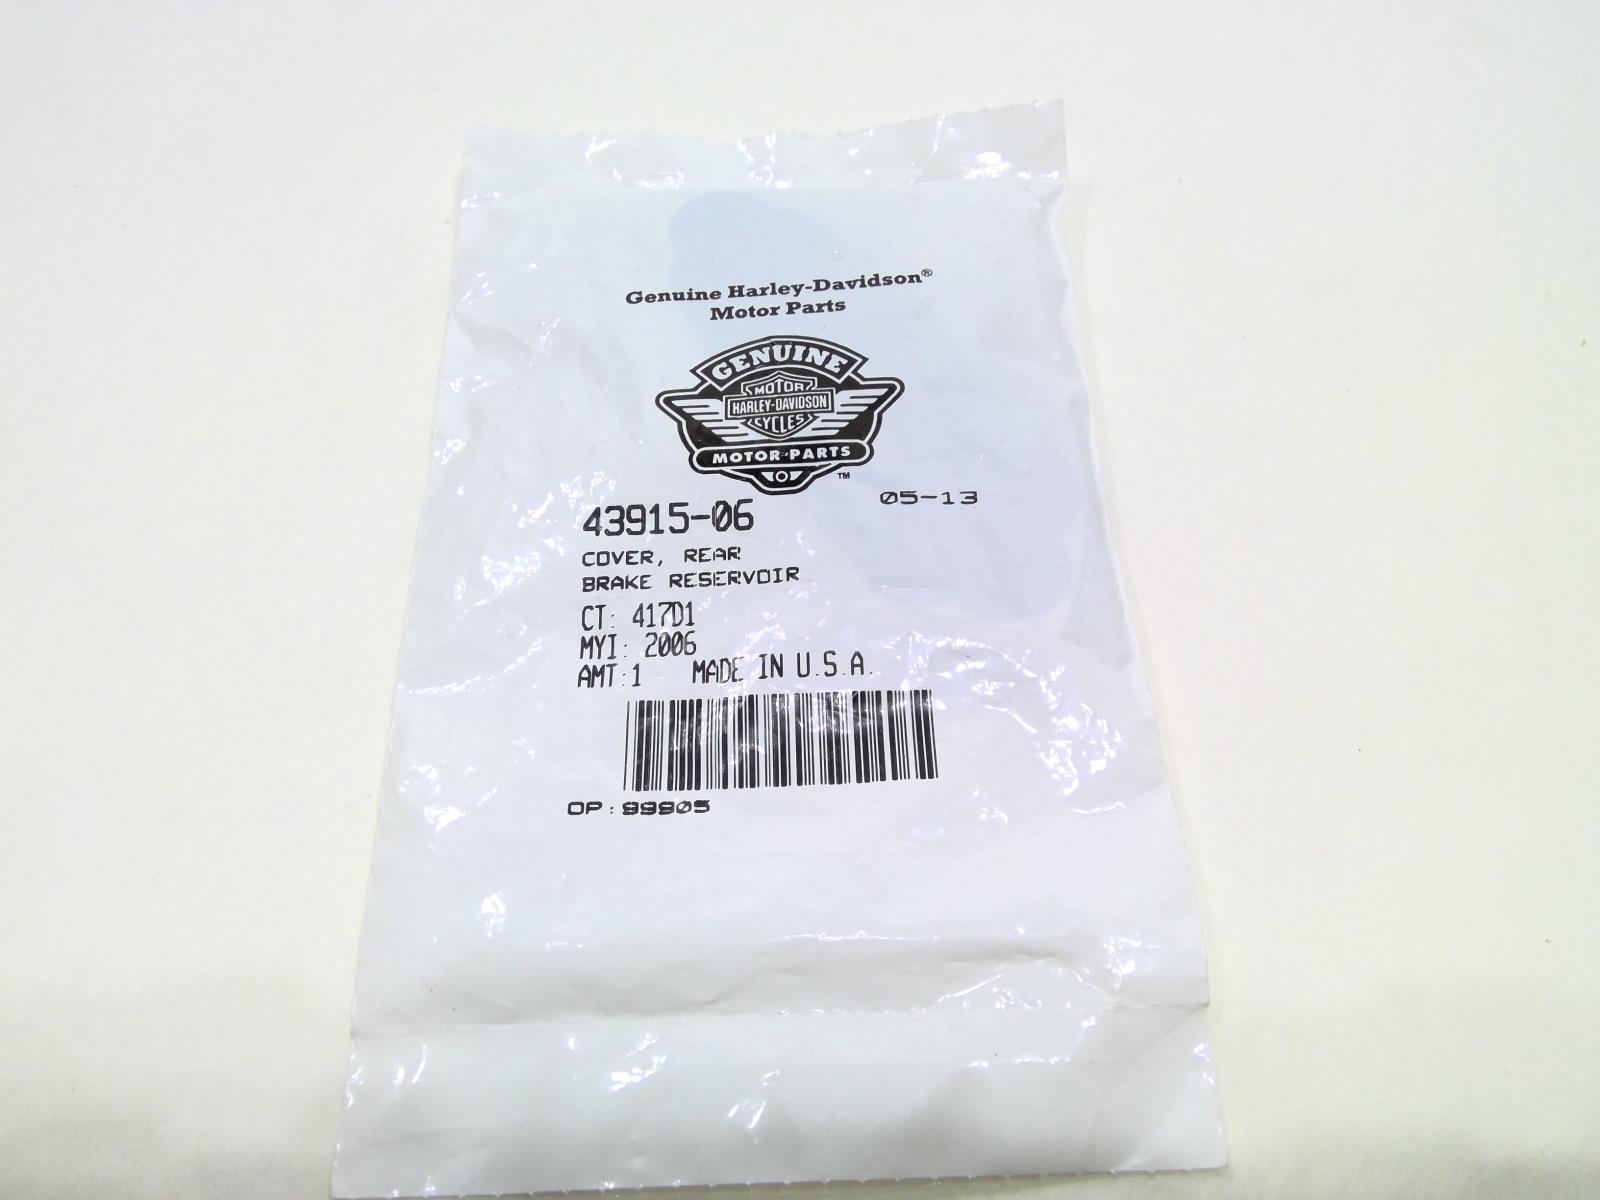 Genuine Harley-Davidson®
Motor Parts
GENUINE
MOTOR
HARLEY-DAVIDSON
CYCLES
MOTOR PARTS
™
05-13
43915-06
COVER, REAR
BRAKE RESERVOIR
CT: 417D1
MYI: 2006
AMT:1 MADE IN U.S.A.
OP:99905